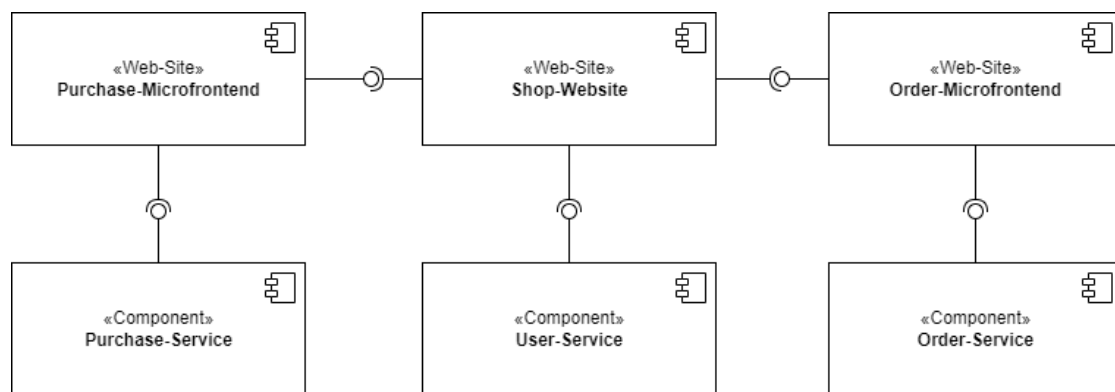 «Web-Site»
Purchase-Microfrontend
«Web-Site»
Shop-Website
«Web-Site»
Order-Microfrontend
«Component»
Purchase-Service
«Component»
User-Service
«Component»
Order-Service